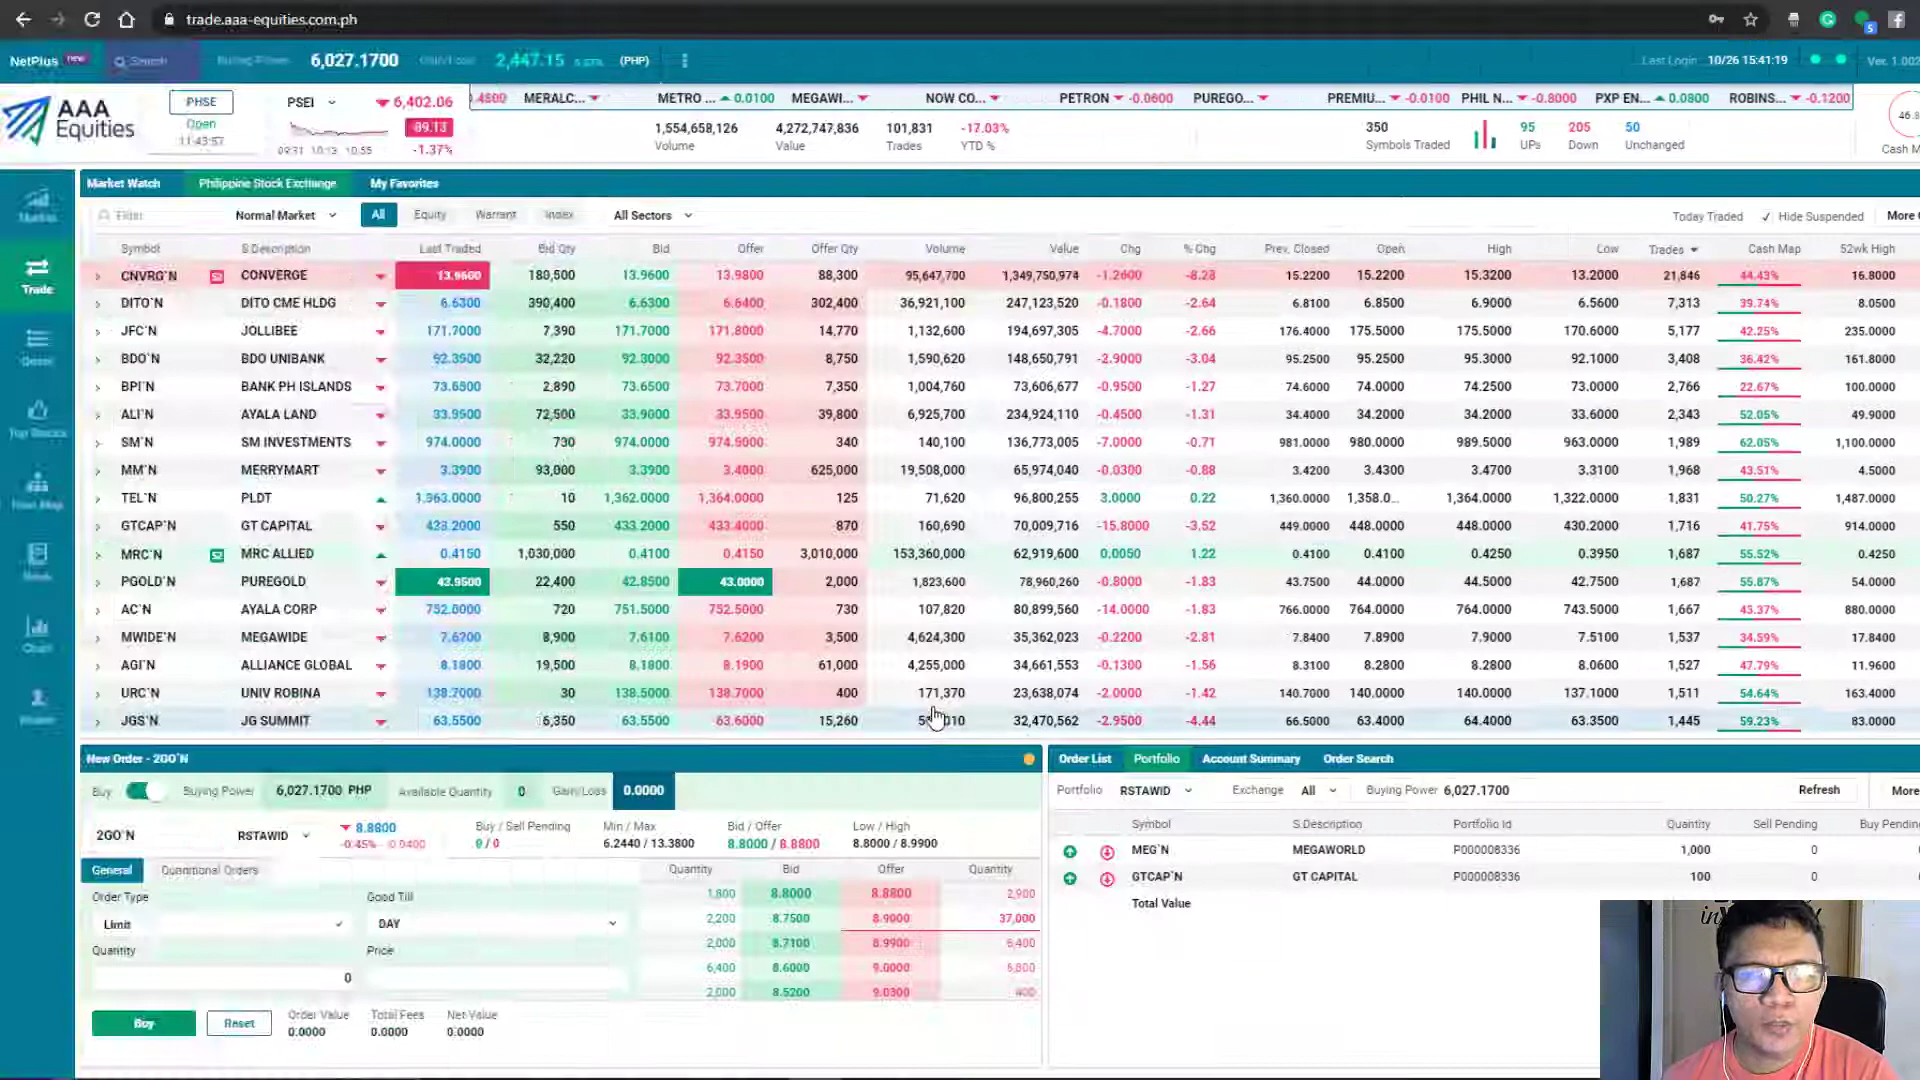 trade.aaa-equities.com.ph
NetPlus new Search Buying Power 6,027.1700 Gain/Loss 2,447.15 (PHP) Last Login 10/26 15:41:19
AAA Equities
PHSE Open 11:43:57
PSEI 6,402.06 89.13 -1.37%
09:31 10:13 10:55
MERALC... METRO ... 0.0100 MEGAWI... NOW CO... PETRON -0.0600 PUREGO... PREMIU... -0.0100 PHIL N... -0.8000 PXP EN... 0.0800 ROBINS... -0.1200
1,554,658,126 4,272,747,836 101,831 -17.03% 350 95 205 50
Volume Value Trades YTD % Symbols Traded UPs Down Unchanged Cash M
Market Watch Philippine Stock Exchange My Favorites
Filter Normal Market All Equity Warrant Index All Sectors Today Traded Hide Suspended More
Symbol S.Description Last Traded Bid Qty Bid Offer Offer Qty Volume Value Chg % Chg Prev. Closed Open High Low Trades Cash Map 52wk High
CNVRG`N CONVERGE 13.9600 180,500 13.9600 13.9800 88,300 95,647,700 1,349,750,974 -1.2600 -8.28 15.2200 15.2200 15.3200 13.2000 21,846 44.43% 16.8000
DITO`N DITO CME HLDG 6.6300 390,400 6.6300 6.6400 302,400 36,921,100 247,123,520 -0.1800 -2.64 6.8100 6.8500 6.9000 6.5600 7,313 39.74% 8.0500
JFC`N JOLLIBEE 171.7000 7,390 171.7000 171.8000 14,770 1,132,600 194,697,305 -4.7000 -2.66 176.4000 175.5000 175.5000 170.6000 5,177 42.25% 235.0000
BDO`N BDO UNIBANK 92.3500 32,220 92.3000 92.3500 8,750 1,590,620 148,650,791 -2.9000 -3.04 95.2500 95.2500 95.3000 92.1000 3,408 36.42% 161.8000
BPI`N BANK PH ISLANDS 73.6500 2,890 73.6500 73.7000 7,350 1,004,760 73,606,677 -0.9500 -1.27 74.6000 74.0000 74.2500 73.0000 2,766 22.67% 100.0000
ALI`N AYALA LAND 33.9500 72,500 33.9000 33.9500 39,800 6,925,700 234,924,110 -0.4500 -1.31 34.4000 34.2000 34.2000 33.6000 2,343 52.05% 49.9000
SM`N SM INVESTMENTS 974.0000 730 974.0000 974.5000 340 140,100 136,773,005 -7.0000 -0.71 981.0000 980.0000 989.5000 963.0000 1,989 62.05% 1,100.0000
MM`N MERRYMART 3.3900 93,000 3.3900 3.4000 625,000 19,508,000 65,974,040 -0.0300 -0.88 3.4200 3.4300 3.4700 3.3100 1,968 43.51% 4.5000
TEL`N PLDT 1,363.0000 10 1,362.0000 1,364.0000 125 71,620 96,800,255 3.0000 0.22 1,360.0000 1,358.0... 1,364.0000 1,322.0000 1,831 50.27% 1,487.0000
GTCAP`N GT CAPITAL 433.2000 550 433.2000 433.4000 870 160,690 70,009,716 -15.8000 -3.52 449.0000 448.0000 448.0000 430.2000 1,716 41.75% 914.0000
MRC`N MRC ALLIED 0.4150 1,030,000 0.4100 0.4150 3,010,000 153,360,000 62,919,600 0.0050 1.22 0.4100 0.4100 0.4250 0.3950 1,687 55.52% 0.4250
PGOLD`N PUREGOLD 42.9500 22,400 42.8500 43.0000 2,000 1,823,600 78,960,260 -0.8000 -1.83 43.7500 44.0000 44.5000 42.7500 1,687 55.87% 54.0000
AC`N AYALA CORP 752.0000 720 751.5000 752.5000 730 107,820 80,899,560 -14.0000 -1.83 766.0000 764.0000 764.0000 743.5000 1,667 43.37% 880.0000
MWIDE`N MEGAWIDE 7.6200 8,900 7.6100 7.6200 3,500 4,624,300 35,362,023 -0.2200 -2.81 7.8400 7.8900 7.9000 7.5100 1,537 34.59% 17.8400
AGI`N ALLIANCE GLOBAL 8.1800 19,500 8.1800 8.1900 61,000 4,255,000 34,661,553 -0.1300 -1.56 8.3100 8.2800 8.2800 8.0600 1,527 47.79% 11.9600
URC`N UNIV ROBINA 138.7000 30 138.5000 138.7000 400 171,370 23,638,074 -2.0000 -1.42 140.7000 140.0000 140.0000 137.1000 1,511 54.64% 163.4000
JGS`N JG SUMMIT 63.5500 6,350 63.5500 63.6000 15,260 32,470,562 -2.9500 -4.44 66.5000 63.4000 64.4000 63.3500 1,445 59.23% 83.0000
New Order - 2GO`N
Buy Buying Power 6,027.1700 PHP Available Quantity 0 Gain/Loss 0.0000
2GO`N RSTAWID 8.8800 Buy / Sell Pending Min / Max Bid / Offer Low / High
-0.45% -0.0400 0 / 0 6.2440 / 13.3800 8.8000 / 8.8800 8.8000 / 8.9900
General Conditional Orders Quantity Bid Offer Quantity
Order Type Good Till 1,800 8.8000 8.8800 2,900
Limit DAY 2,200 8.7500 8.9000 37,000
Quantity Price 2,000 8.7100 8.9900
0 8.6000 9.0000
2,000 8.5200 9.0300 400
Buy Reset Order Value Total Fees Net Value
0.0000 0.0000 0.0000
Order List Portfolio Account Summary Order Search
Portfolio RSTAWID Exchange All Buying Power 6,027.1700 Refresh More
Symbol S.Description Portfolio Id Quantity Sell Pending Buy Pending
MEG`N MEGAWORLD P000008336 1,000 0
GTCAP`N GT CAPITAL P000008336 100 0
Total Value
Trade